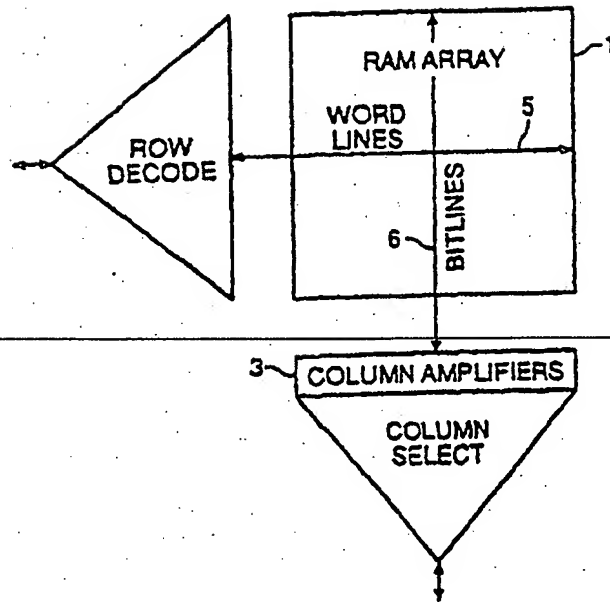 RAM ARRAY
1
WORD
LINES
5
ROW
DECODE
6
BITLINES
3
COLUMN AMPLIFIERS
COLUMN
SELECT